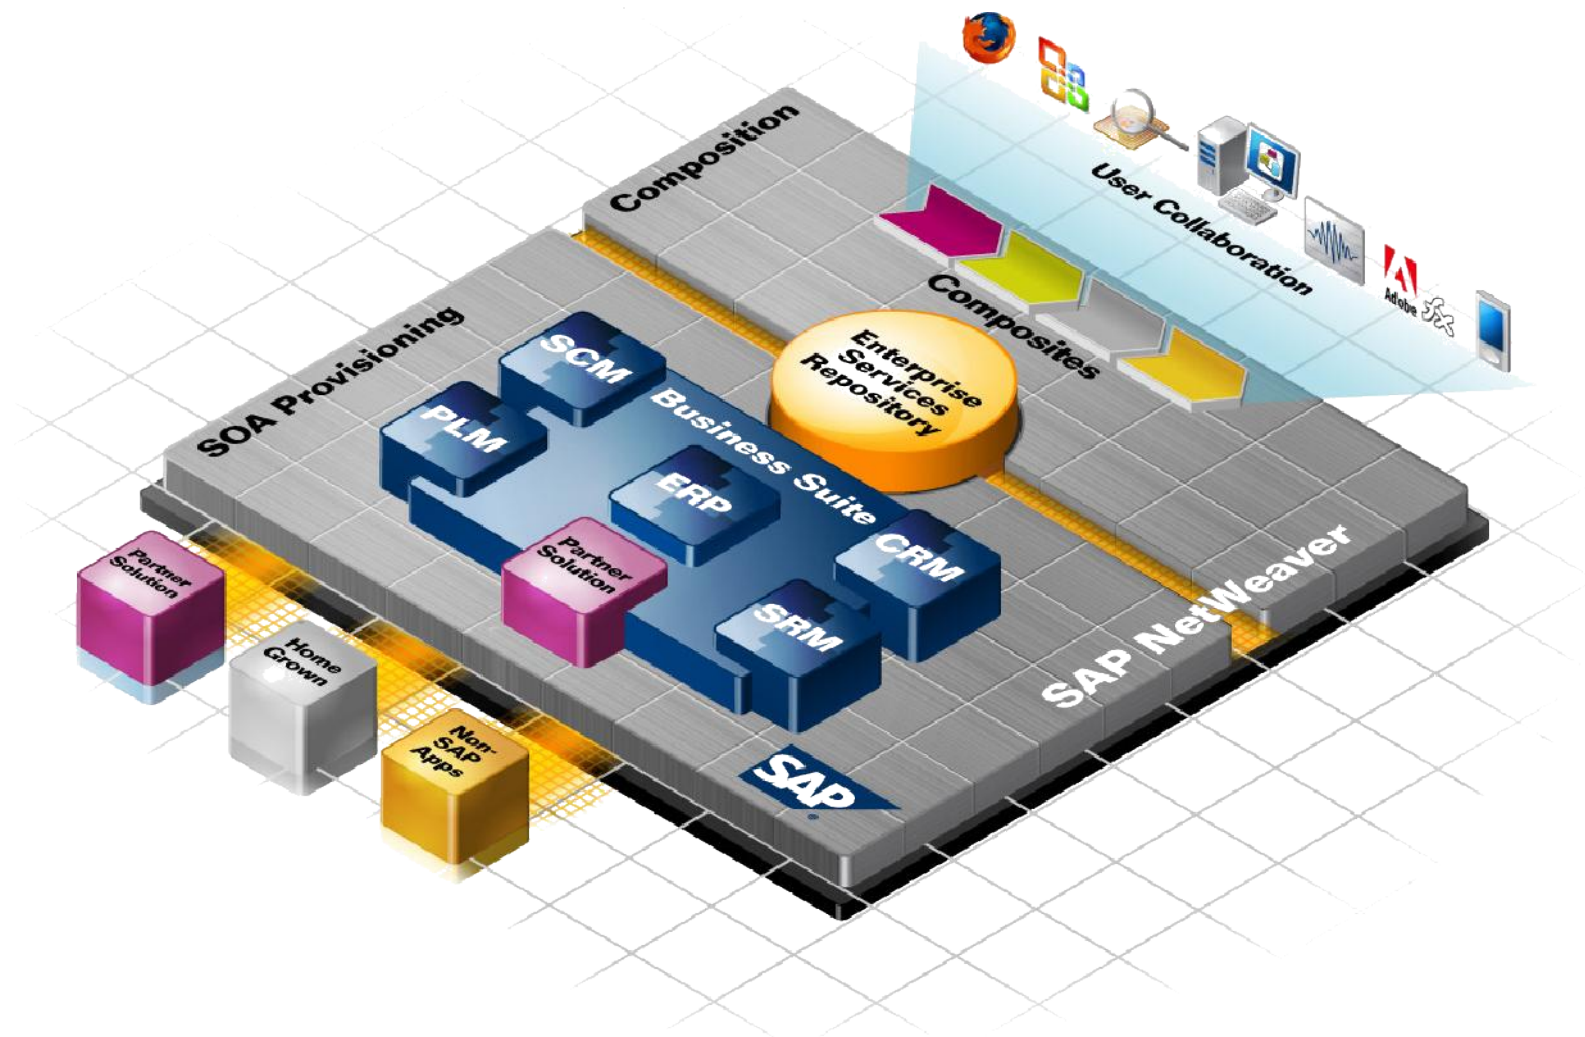 Composition
User Collaboration
Adobe
fx
Composites
Enterprise
Services
Repository
SOA Provisioning
SCM
PLM
Business Suite
ERP
Partner
Solution
CRM
SRM
SAP NetWeaver
SAP
Partner
Solution
Home
Grown
Non-
SAP
Apps